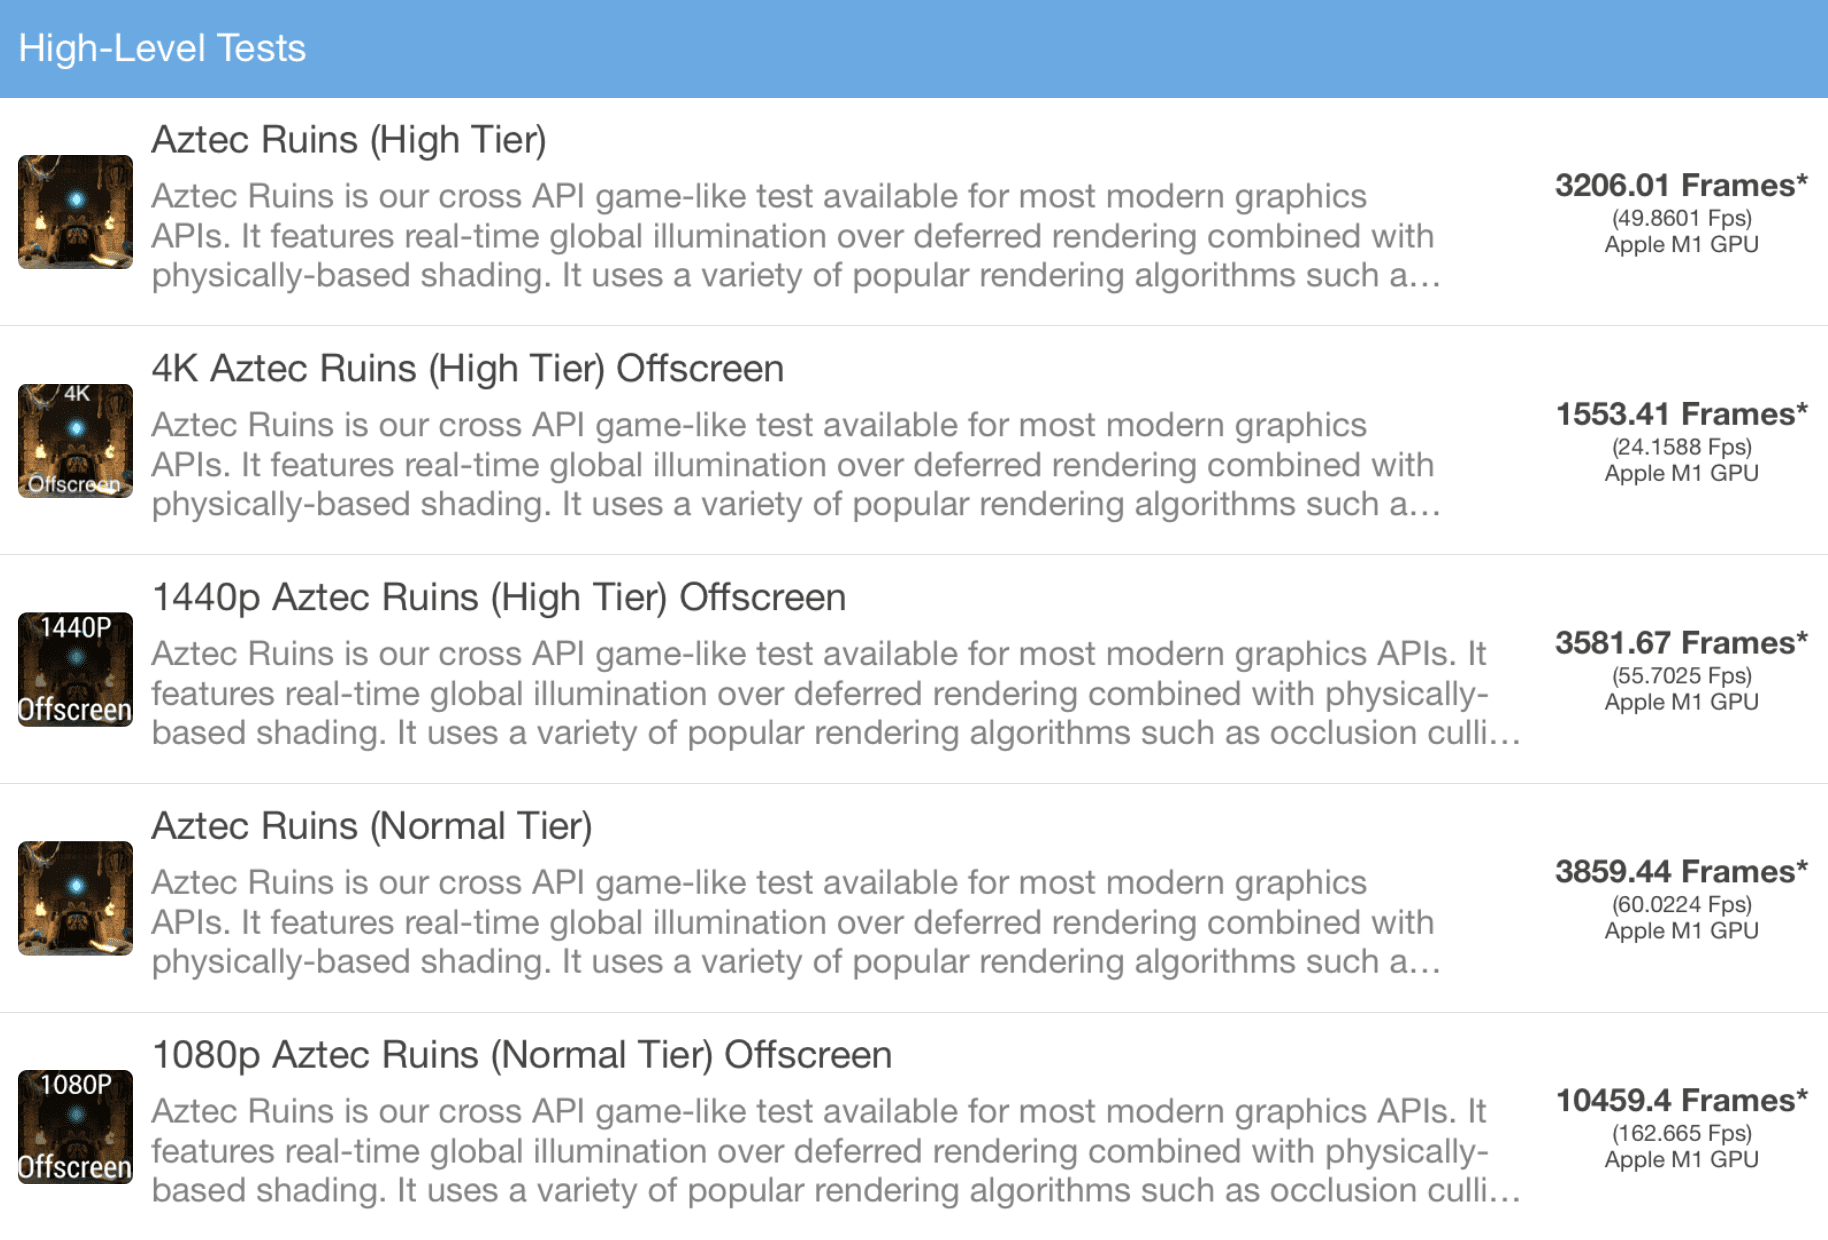 High-Level Tests
Aztec Ruins (High Tier)
Aztec Ruins is our cross API game-like test available for most modern graphics
APIs. It features real-time global illumination over deferred rendering combined with
physically-based shading. It uses a variety of popular rendering algorithms such a…
3206.01 Frames*
(49.8601 Fps)
Apple M1 GPU
4K
Offscreen
4K Aztec Ruins (High Tier) Offscreen
Aztec Ruins is our cross API game-like test available for most modern graphics
APIs. It features real-time global illumination over deferred rendering combined with
physically-based shading. It uses a variety of popular rendering algorithms such a…
1553.41 Frames*
(24.1588 Fps)
Apple M1 GPU
1440P
Offscreen
1440p Aztec Ruins (High Tier) Offscreen
Aztec Ruins is our cross API game-like test available for most modern graphics APIs. It
features real-time global illumination over deferred rendering combined with physically-
based shading. It uses a variety of popular rendering algorithms such as occlusion culli…
3581.67 Frames*
(55.7025 Fps)
Apple M1 GPU
Aztec Ruins (Normal Tier)
Aztec Ruins is our cross API game-like test available for most modern graphics
APIs. It features real-time global illumination over deferred rendering combined with
physically-based shading. It uses a variety of popular rendering algorithms such a…
3859.44 Frames*
(60.0224 Fps)
Apple M1 GPU
1080P
Offscreen
1080p Aztec Ruins (Normal Tier) Offscreen
Aztec Ruins is our cross API game-like test available for most modern graphics APIs. It
features real-time global illumination over deferred rendering combined with physically-
based shading. It uses a variety of popular rendering algorithms such as occlusion culli…
10459.4 Frames*
(162.665 Fps)
Apple M1 GPU